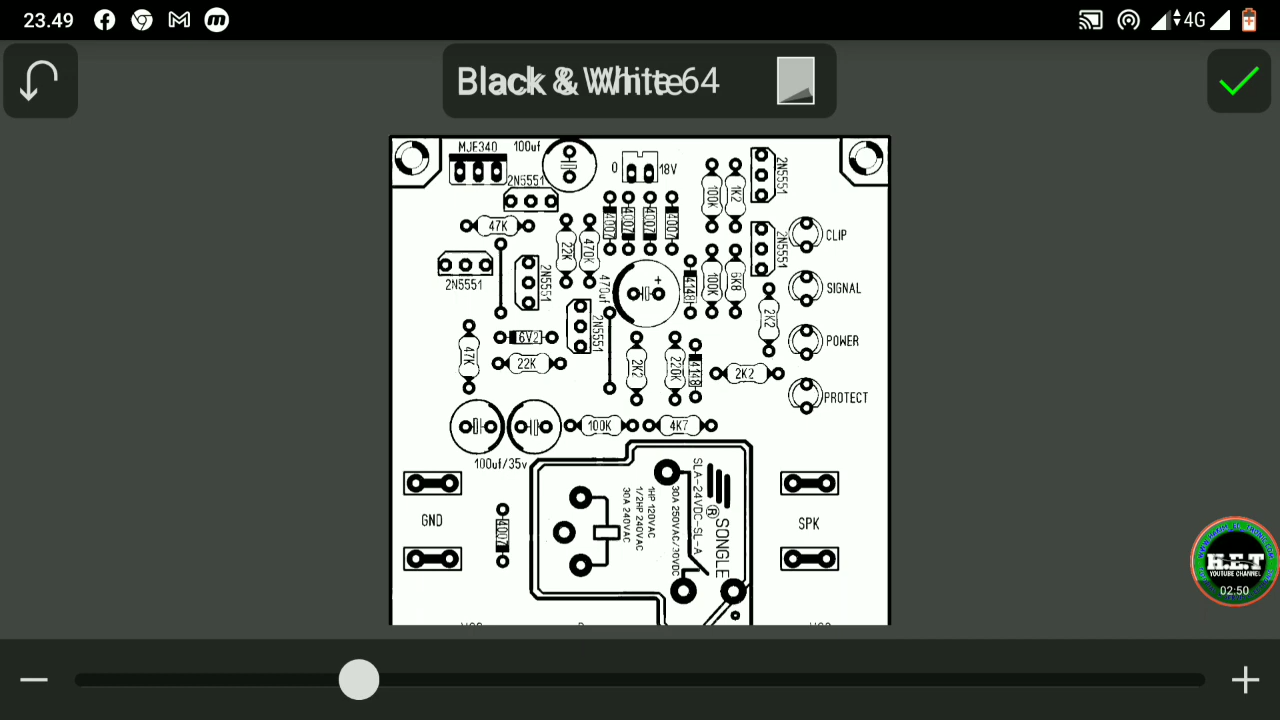 23.49
4G
Black & White 64
MJE340
100uf
0
18V
2N5551
100K
1K2
2N5551
47K
4007
4007
4007
4007
22K
470K
CLIP
2N5551
2N5551
2N5551
470uf
+
4148
100K
6K8
SIGNAL
2K2
6V2
2N5551
POWER
47K
22K
2K2
220K
4148
2K2
PROTECT
100K
4K7
100uf/35v
GND
4007
1HP 120VAC
1/2HP 240VAC
30A 240VAC
30A 250VAC/30VDC
SLA-24VDC-SL-A
® SONGLE
SPK
H.E.T
YOUTUBE CHANNEL
02:50